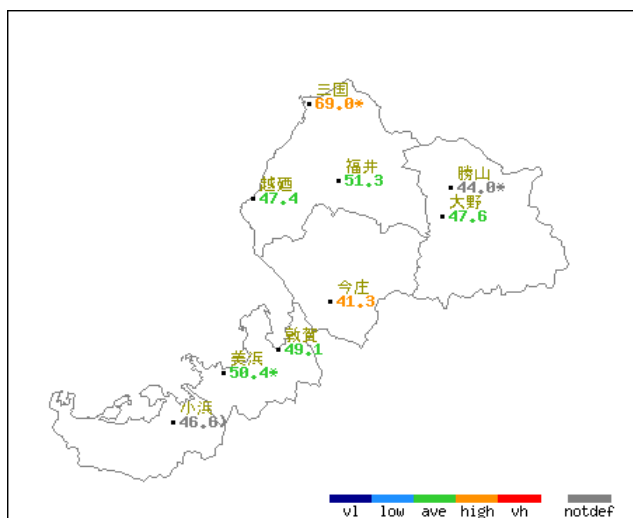 三国
69.0*
福井
51.3
勝山
44.0*
越廼
47.4
大野
47.6
今庄
41.3
敦賀
49.1
美浜
50.4*
小浜
46.6)
vl low ave high vh notdef